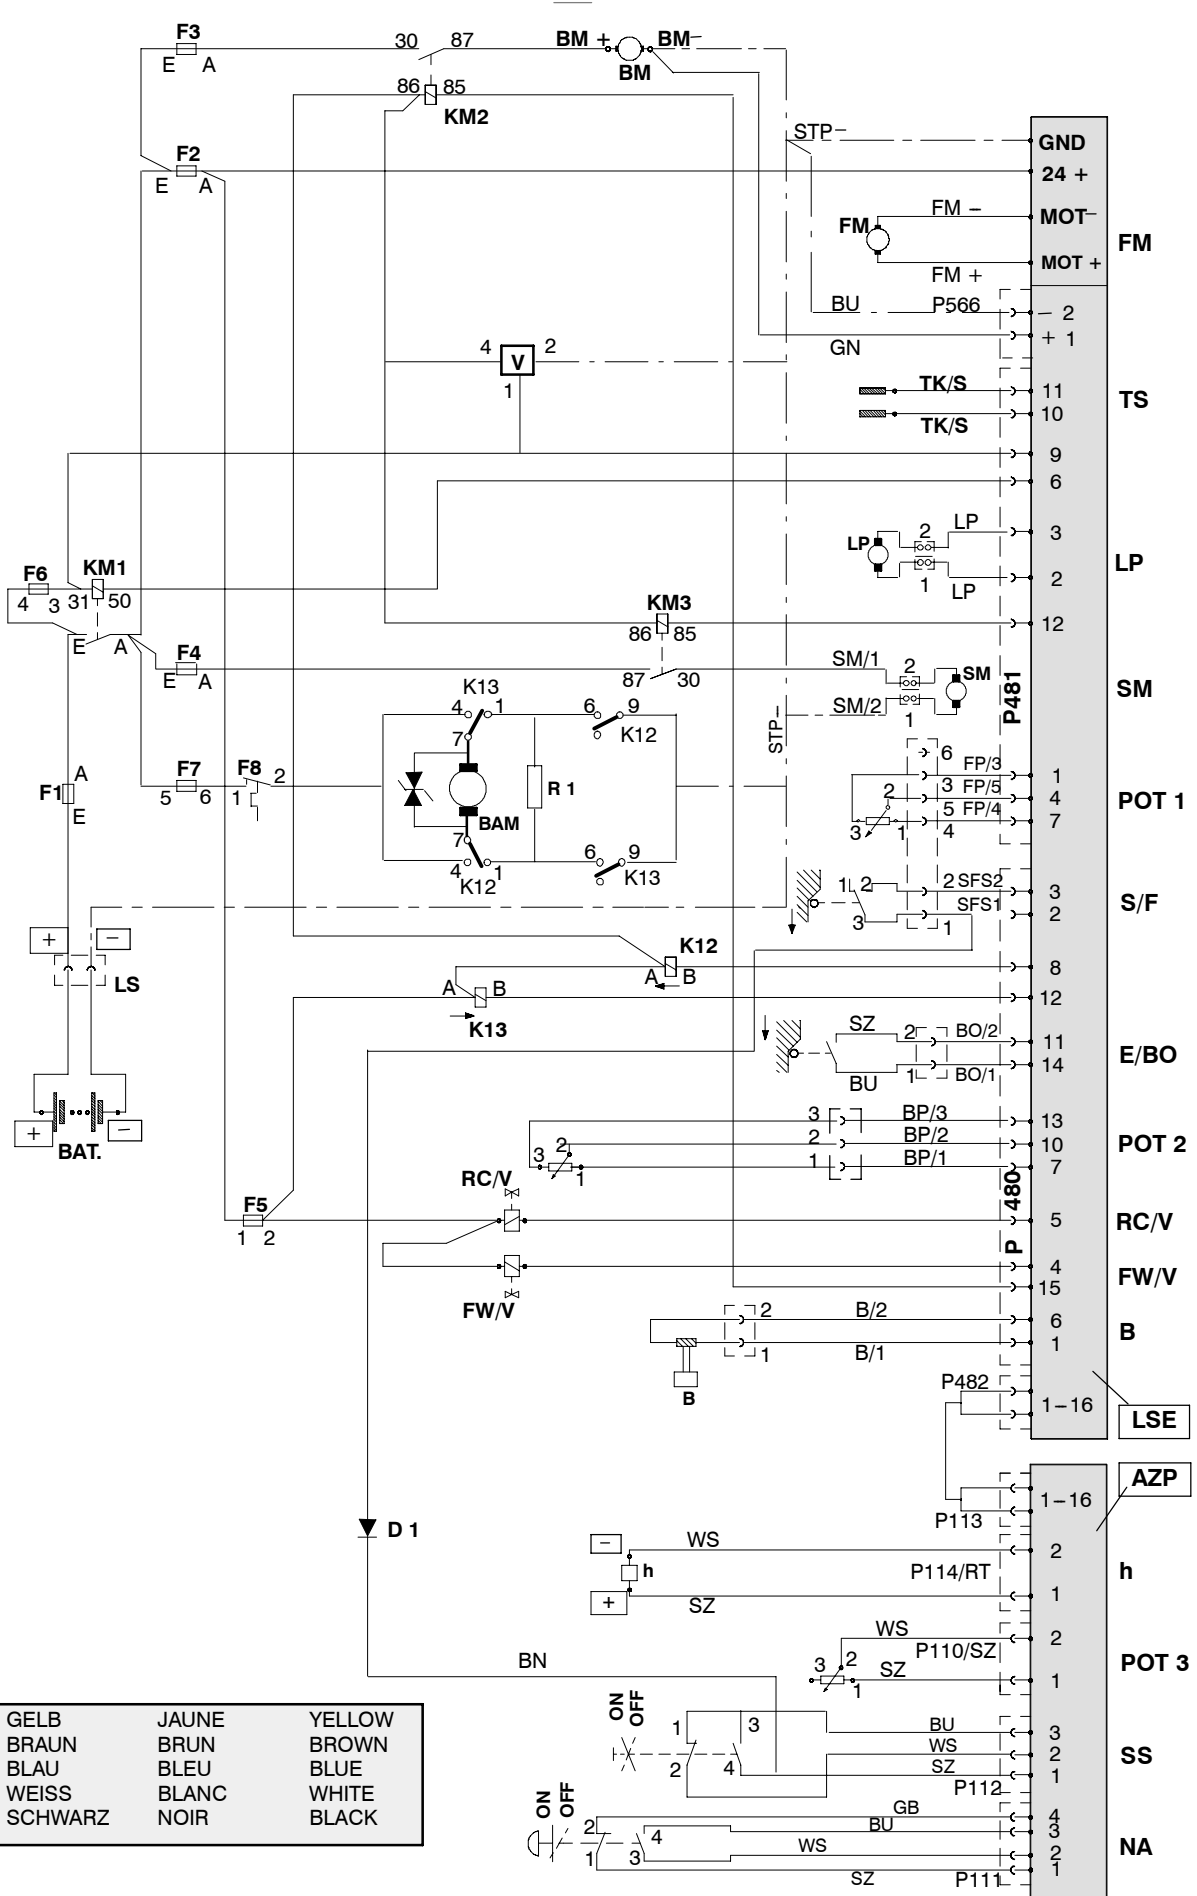 F3
E A
30 87
BM + BM−
BM
86 85
KM2
STP−
GND
F2
E A
24 +
FM −
MOT−
FM
FM
MOT +
FM +
BU P566
− 2
GN
+ 1
4 V 2
1
TK/S 11
TS
TK/S 10
9
6
2 LP 3
LP
LP
1 LP 2
F6 KM1
4 3 31 50
KM3
86 85
12
E A
F4
E A
87 30
SM/1 2 SM
SM
SM/2 1
P481
STP−
K13
4 1
7
6 9
K12
F7
5 6
F8
1 2
R 1
BAM
7
4 1
K12
6 9
K13
F1
A
E
6
FP/3 1
2 3 FP/5 4
POT 1
5 FP/4 7
3 1 4
1 2 2 SFS2 3
S/F
3 1 SFS1 2
+ −
LS
K12
A B
8
A B
K13
12
SZ 2 BO/2 11
E/BO
BU 1 BO/1 14
+ −
BAT.
3 BP/3 13
3 2 1
2 BP/2 10
POT 2
1 BP/1 7
P 480
RC/V
F5
1 2
5
RC/V
4
FW/V
FW/V
15
2 B/2 6
B
1 B/1 1
B
P482
1−16
LSE
AZP
1−16
P113
D 1
− WS 2
h P114/RT
h
+ SZ 1
WS 2
P110/SZ
3 2 SZ
1
1
POT 3
BN
ON
OFF
1 3
2 4
BU 3
WS 2
SS
SZ 1
P112
ON
OFF
2 4
1 3
GB 4
BU 3
WS 2
NA
SZ P111 1
GELB JAUNE YELLOW
BRAUN BRUN BROWN
BLAU BLEU BLUE
WEISS BLANC WHITE
SCHWARZ NOIR BLACK